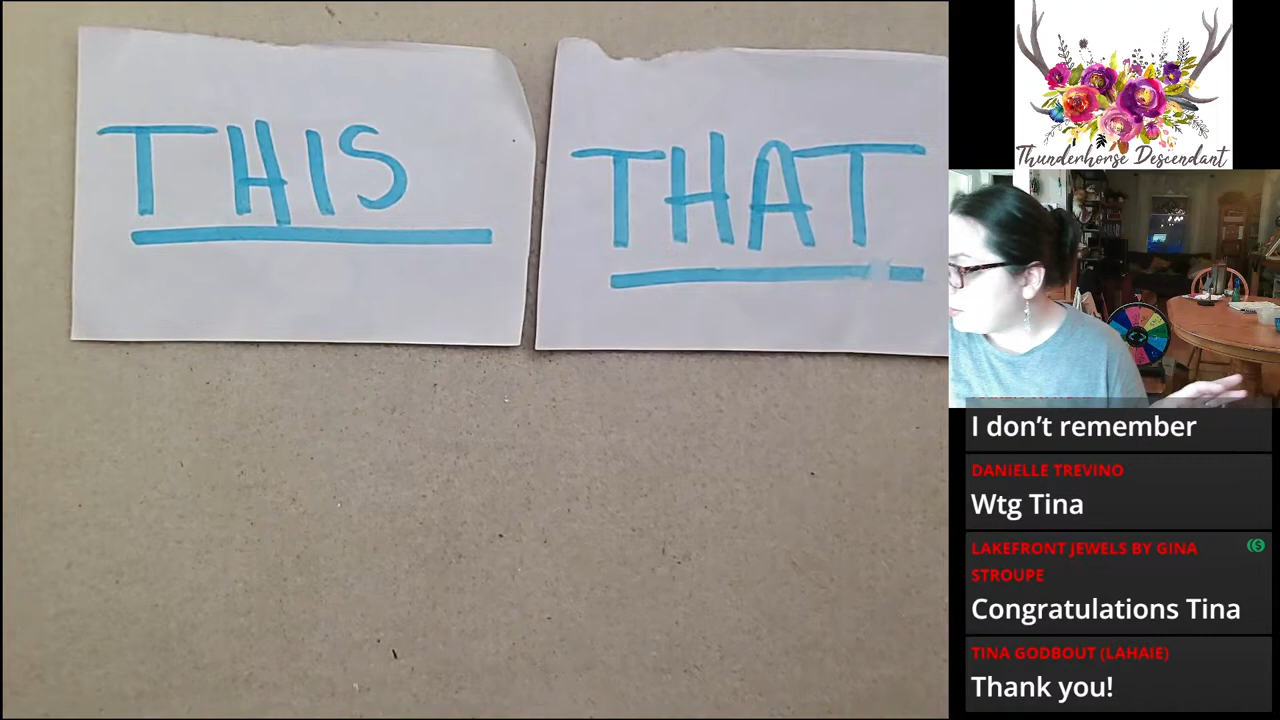 THIS
THAT
Thunderhorse Descendant
I don’t remember
DANIELLE TREVINO
Wtg Tina
LAKEFRONT JEWELS BY GINA
STROUPE
Congratulations Tina
TINA GODBOUT (LAHAIE)
Thank you!